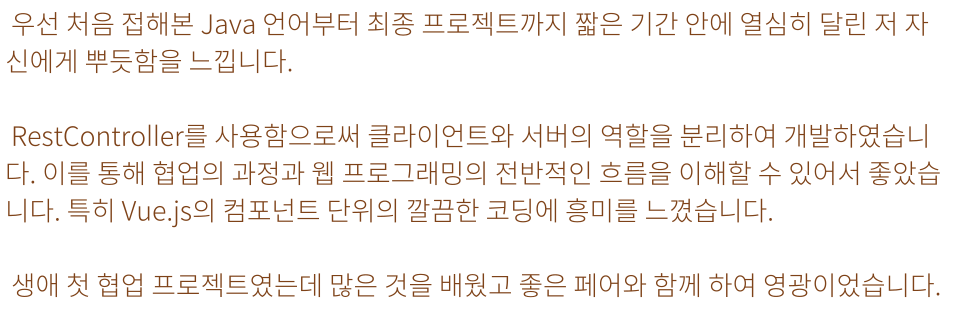 우선 처음 접해본 Java 언어부터 최종 프로젝트까지 짧은 기간 안에 열심히 달린 저 자
신에게 뿌듯함을 느낍니다.
RestController를 사용함으로써 클라이언트와 서버의 역할을 분리하여 개발하였습니
다. 이를 통해 협업의 과정과 웹 프로그래밍의 전반적인 흐름을 이해할 수 있어서 좋았습
니다. 특히 Vue.js의 컴포넌트 단위의 깔끔한 코딩에 흥미를 느꼈습니다.
생애 첫 협업 프로젝트였는데 많은 것을 배웠고 좋은 페어와 함께 하여 영광이었습니다.